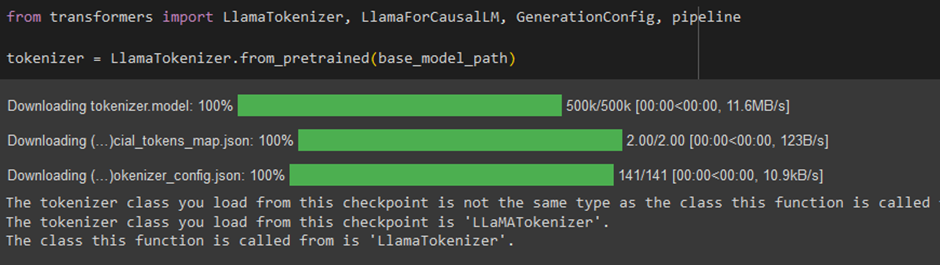 from transformers import LlamaTokenizer, LlamaForCausalLM, GenerationConfig, pipeline
tokenizer = LlamaTokenizer.from_pretrained(base_model_path)
Downloading tokenizer.model: 100% 500k/500k [00:00<00:00, 11.6MB/s]
Downloading (...)cial_tokens_map.json: 100% 2.00/2.00 [00:00<00:00, 123B/s]
Downloading (...)okenizer_config.json: 100% 141/141 [00:00<00:00, 10.9kB/s]
The tokenizer class you load from this checkpoint is not the same type as the class this function is called
The tokenizer class you load from this checkpoint is 'LLaMATokenizer'.
The class this function is called from is 'LlamaTokenizer'.